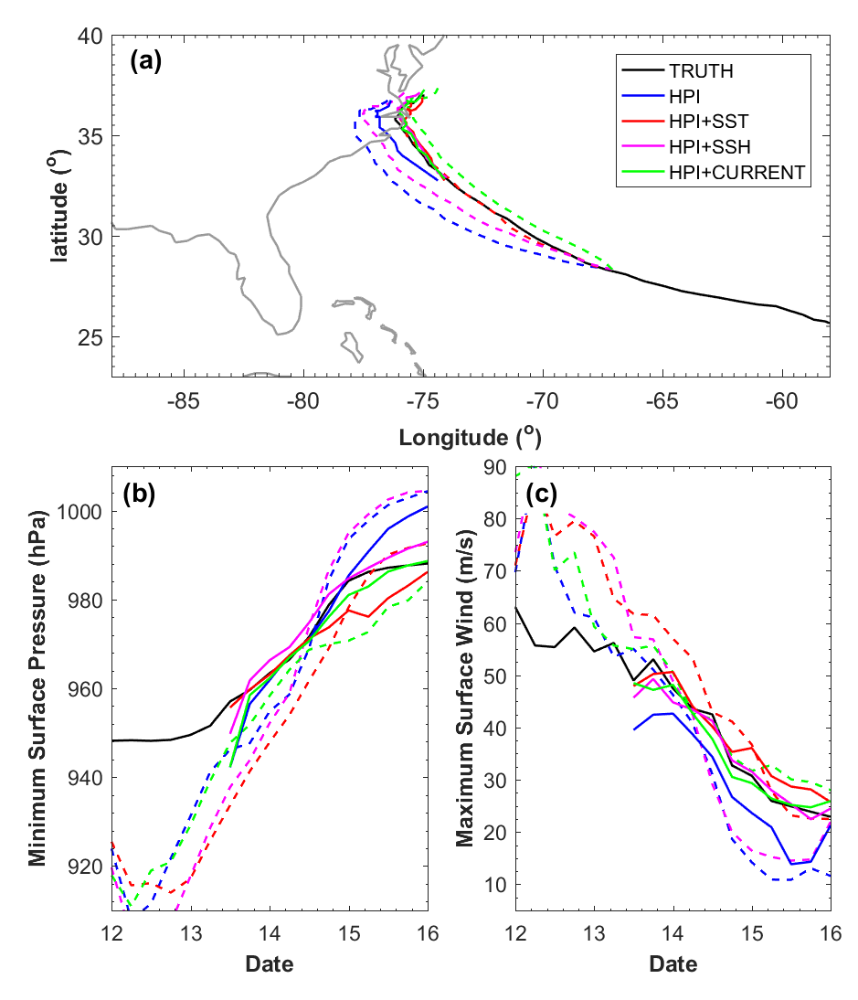 (a)
40
35
30
25
latitude (°)
-85 -80 -75 -70 -65 -60
Longitude (°)
TRUTH
HPI
HPI+SST
HPI+SSH
HPI+CURRENT
(b)
1000
980
960
940
920
Minimum Surface Pressure (hPa)
12 13 14 15 16
Date
(c)
90
80
70
60
50
40
30
20
10
Maximum Surface Wind (m/s)
12 13 14 15 16
Date